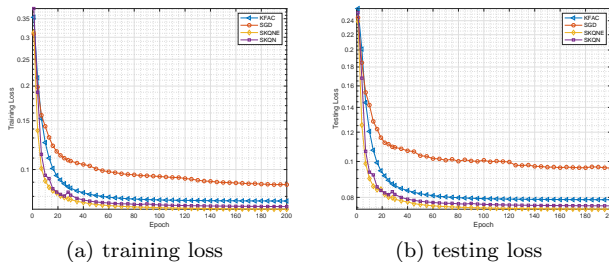 0.35
0.3
0.2
0.15
0.1
Training Loss
KFAC
SGD
SKQNE
SKQN
0 20 40 60 80 100 120 140 160 180 200
Epoch
(a) training loss
0.24
0.22
0.2
0.18
0.16
0.14
0.12
0.1
0.08
Testing Loss
KFAC
SGD
SKQNE
SKQN
0 20 40 60 80 100 120 140 160 180
Epoch
(b) testing loss